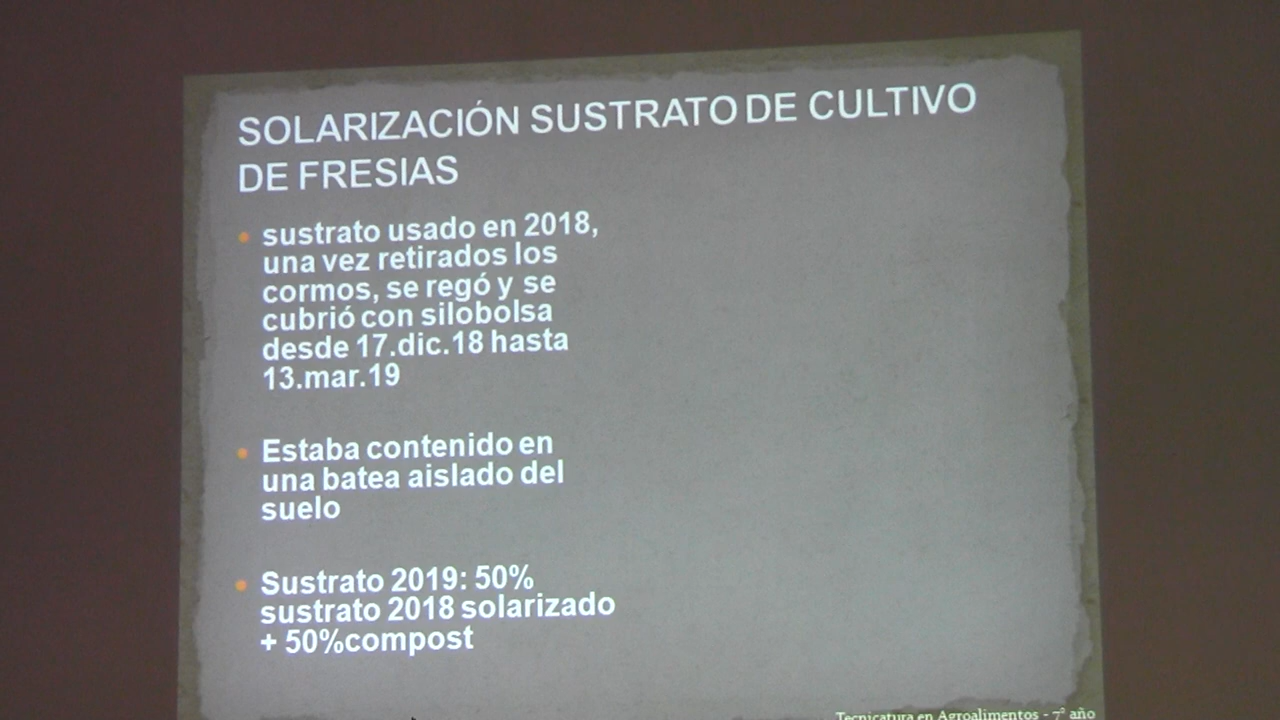 SOLARIZACIÓN SUSTRATO DE CULTIVO
DE FRESIAS
sustrato usado en 2018,
una vez retirados los
cormos, se regó y se
cubrió con silobolsa
desde 17.dic.18 hasta
13.mar.19
Estaba contenido en
una batea aislado del
suelo
Sustrato 2019: 50%
sustrato 2018 solarizado
+ 50%compost
Tecnicatura en Agroalimentos - 7° año